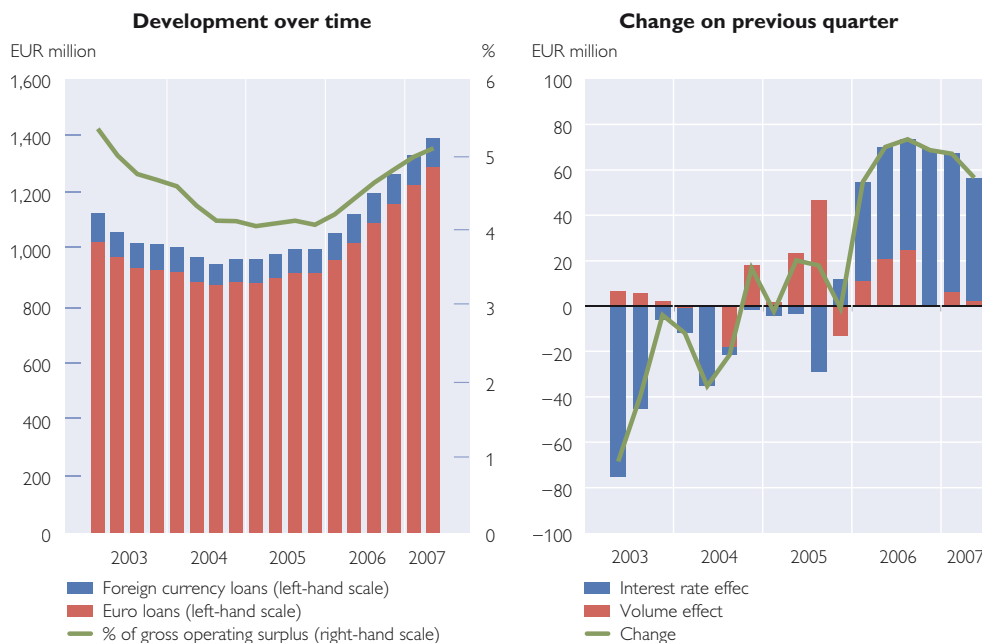 Development over time
EUR million
%
1,600
1,400
1,200
1,000
800
600
400
200
0
6
5
4
3
2
1
0
2003 2004 2005 2006 2007
Foreign currency loans (left-hand scale)
Euro loans (left-hand scale)
% of gross operating surplus (right-hand scale)
Change on previous quarter
EUR million
100
80
60
40
20
0
−20
−40
−60
−80
−100
2003 2004 2005 2006 2007
Interest rate effec
Volume effect
Change